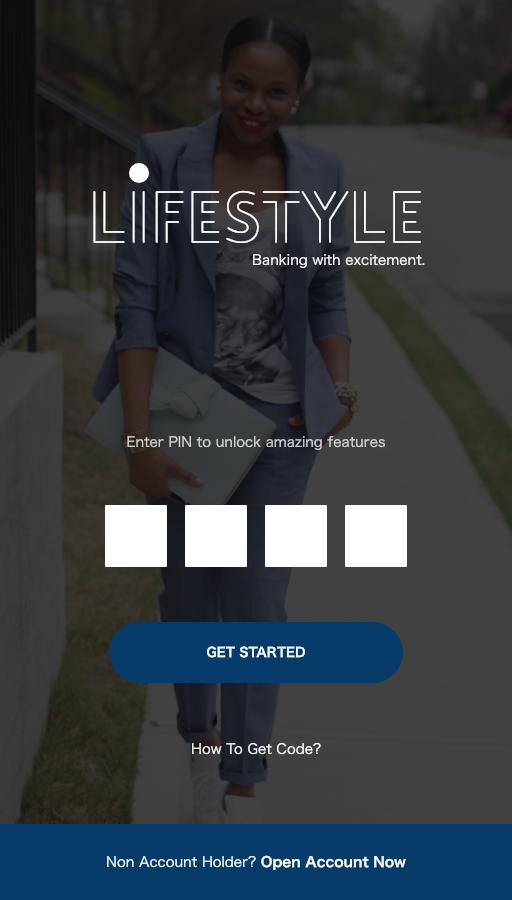 LIFESTYLE
Banking with excitement.
Enter PIN to unlock amazing features
GET STARTED
How To Get Code?
Non Account Holder? Open Account Now